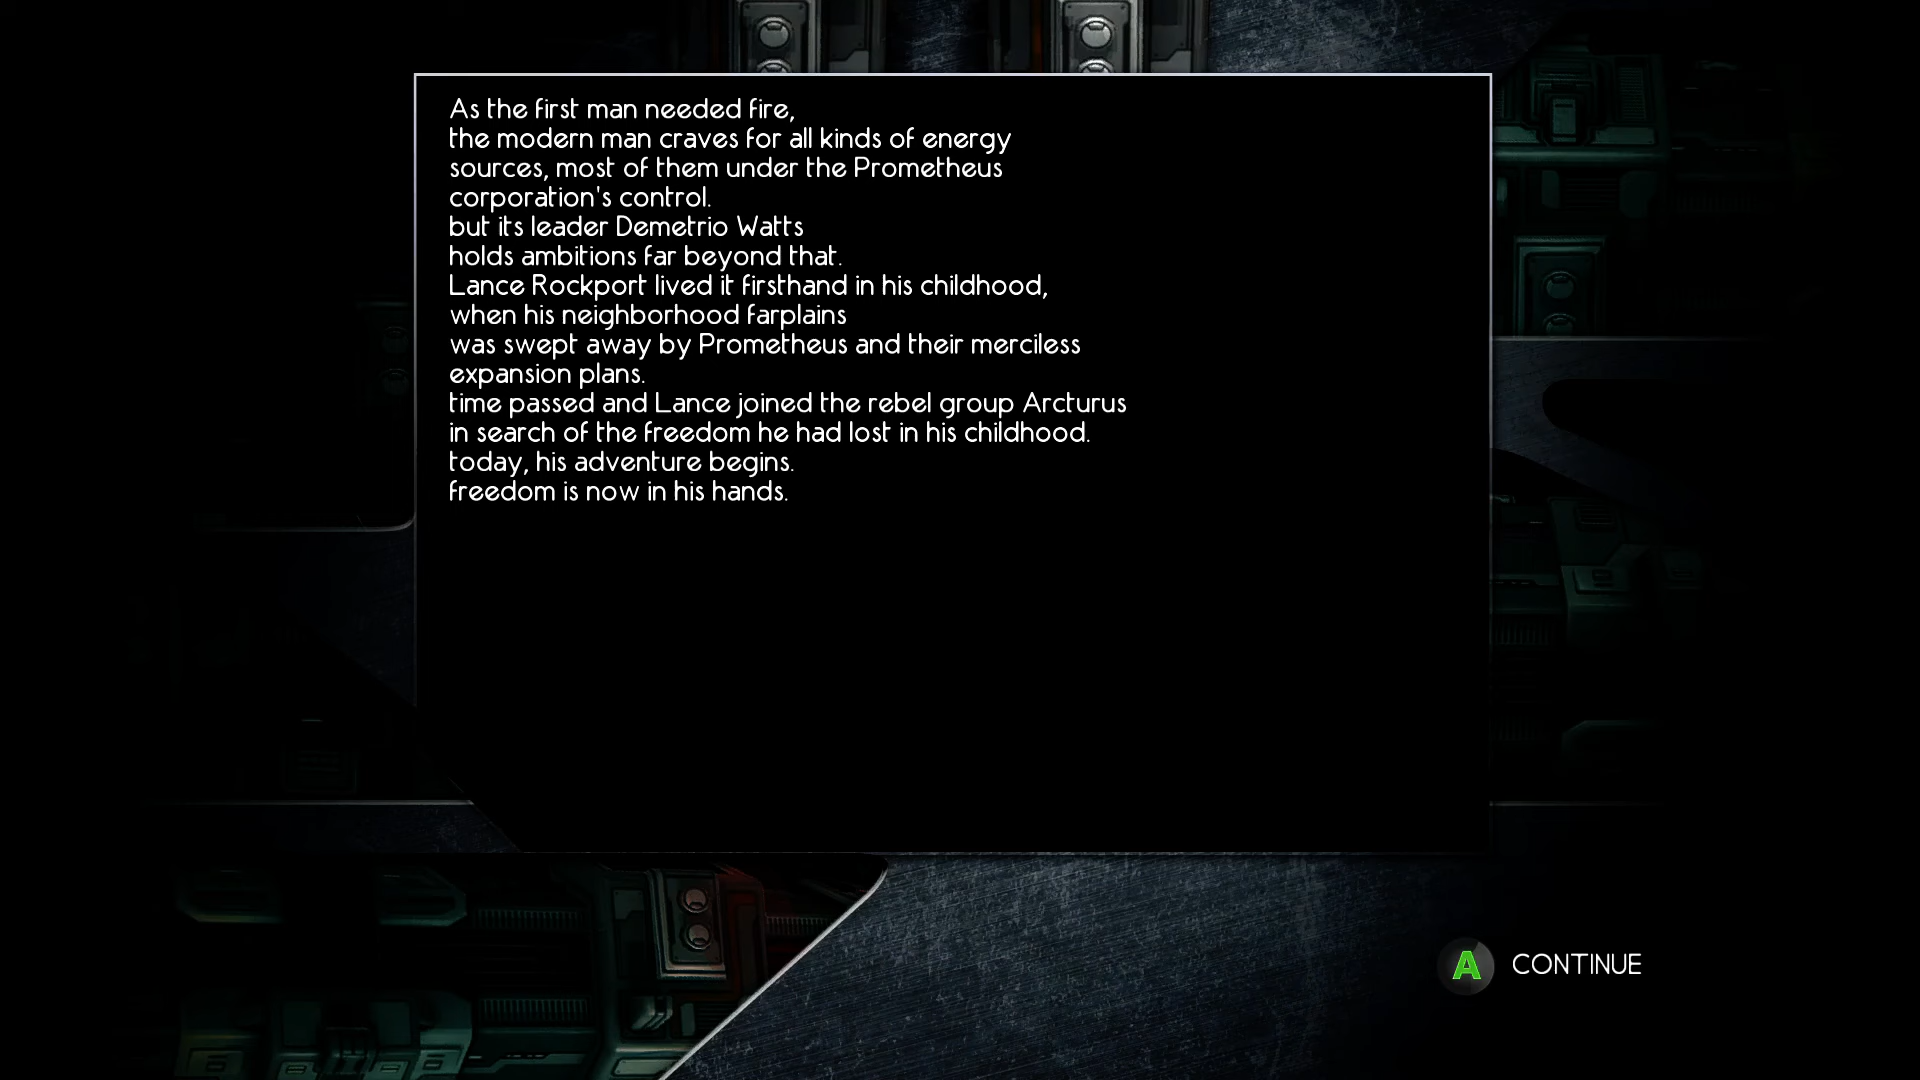 As the first man needed fire,
the modern man craves for all kinds of energy
sources, most of them under the Prometheus
corporation's control.
but its leader Demetrio Watts
holds ambitions far beyond that.
Lance Rockport lived it firsthand in his childhood,
when his neighborhood farplains
was swept away by Prometheus and their merciless
expansion plans.
time passed and Lance joined the rebel group Arcturus
in search of the freedom he had lost in his childhood.
today, his adventure begins.
freedom is now in his hands.
A CONTINUE